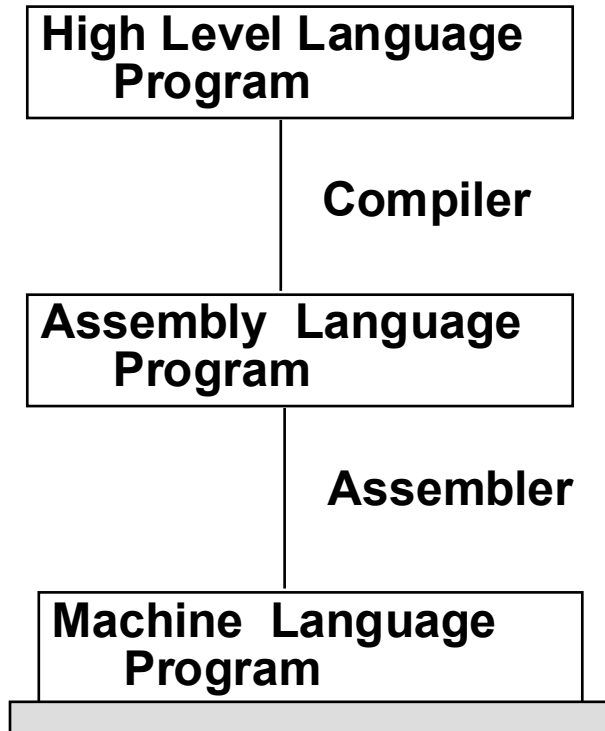 High Level Language
Program
Compiler
Assembly Language
Program
Assembler
Machine Language
Program